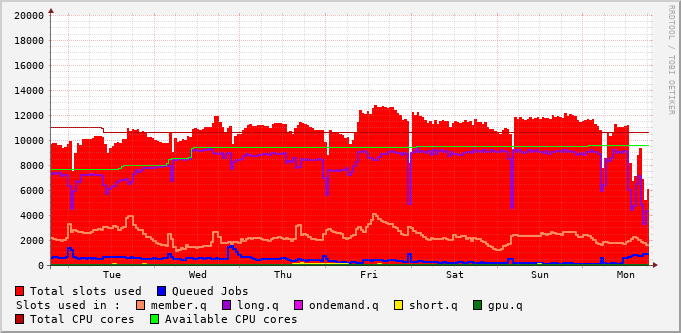 20000
18000
16000
14000
12000
10000
8000
6000
4000
2000
0
Tue Wed Thu Fri Sat Sun Mon
RRDTOOL / TOBI OETIKER
Total slots used Queued Jobs
Slots used in : member.q long.q ondemand.q short.q gpu.q
Total CPU cores Available CPU cores